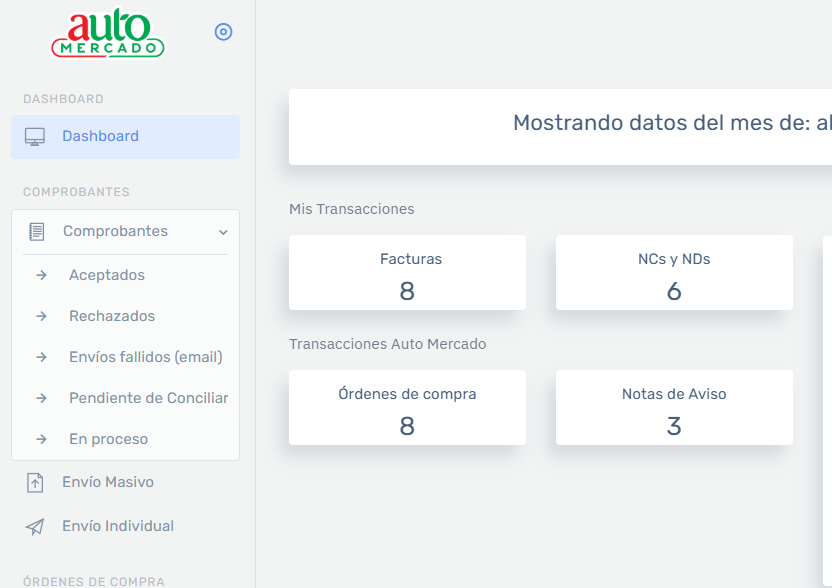 auto
MERCADO
DASHBOARD
Dashboard
COMPROBANTES
Comprobantes
Aceptados
Rechazados
Envíos fallidos (email)
Pendiente de Conciliar
En proceso
Envío Masivo
Envío Individual
ÓRDENES DE COMPRA
Mostrando datos del mes de:
Mis Transacciones
Facturas
8
NCs y NDs
6
Transacciones Auto Mercado
Órdenes de compra
8
Notas de Aviso
3